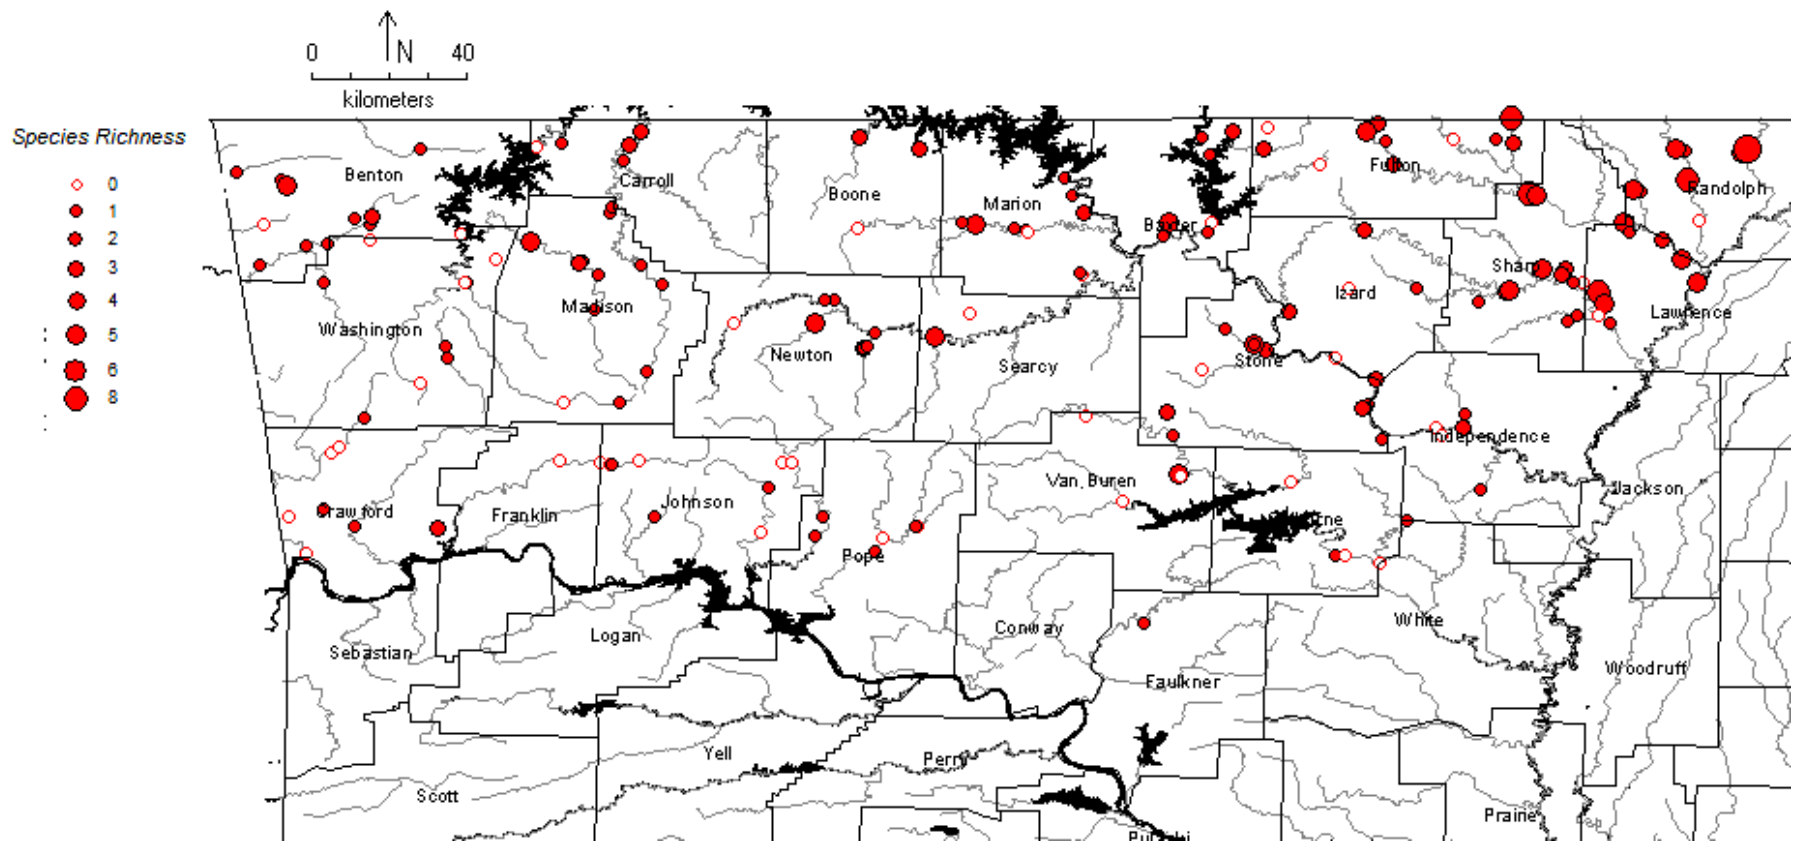 0 N 40
kilometers
Species Richness
0
1
2
3
4
5
6
8
Benton
Carroll
Boone
Marion
Baxter
Fulton
Randolph
Washington
Madison
Newton
Searcy
Stone
Izard
Sharp
Lawrence
Independence
Jackson
Crawford
Franklin
Johnson
Pope
Van Buren
Sebastian
Logan
Conway
Faulkner
White
Woodruff
Scott
Yell
Perry
Pulaski
Praine